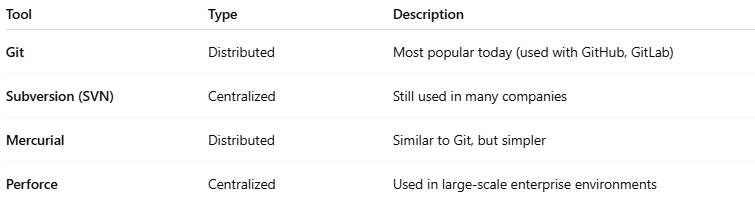 Tool Type Description
Git Distributed Most popular today (used with GitHub, GitLab)
Subversion (SVN) Centralized Still used in many companies
Mercurial Distributed Similar to Git, but simpler
Perforce Centralized Used in large-scale enterprise environments